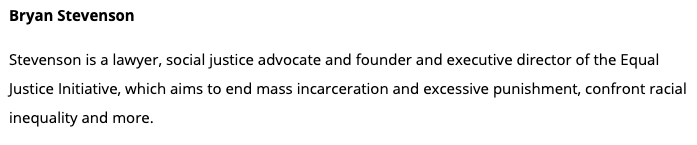 Bryan Stevenson
Stevenson is a lawyer, social justice advocate and founder and executive director of the Equal
Justice Initiative, which aims to end mass incarceration and excessive punishment, confront racial
inequality and more.